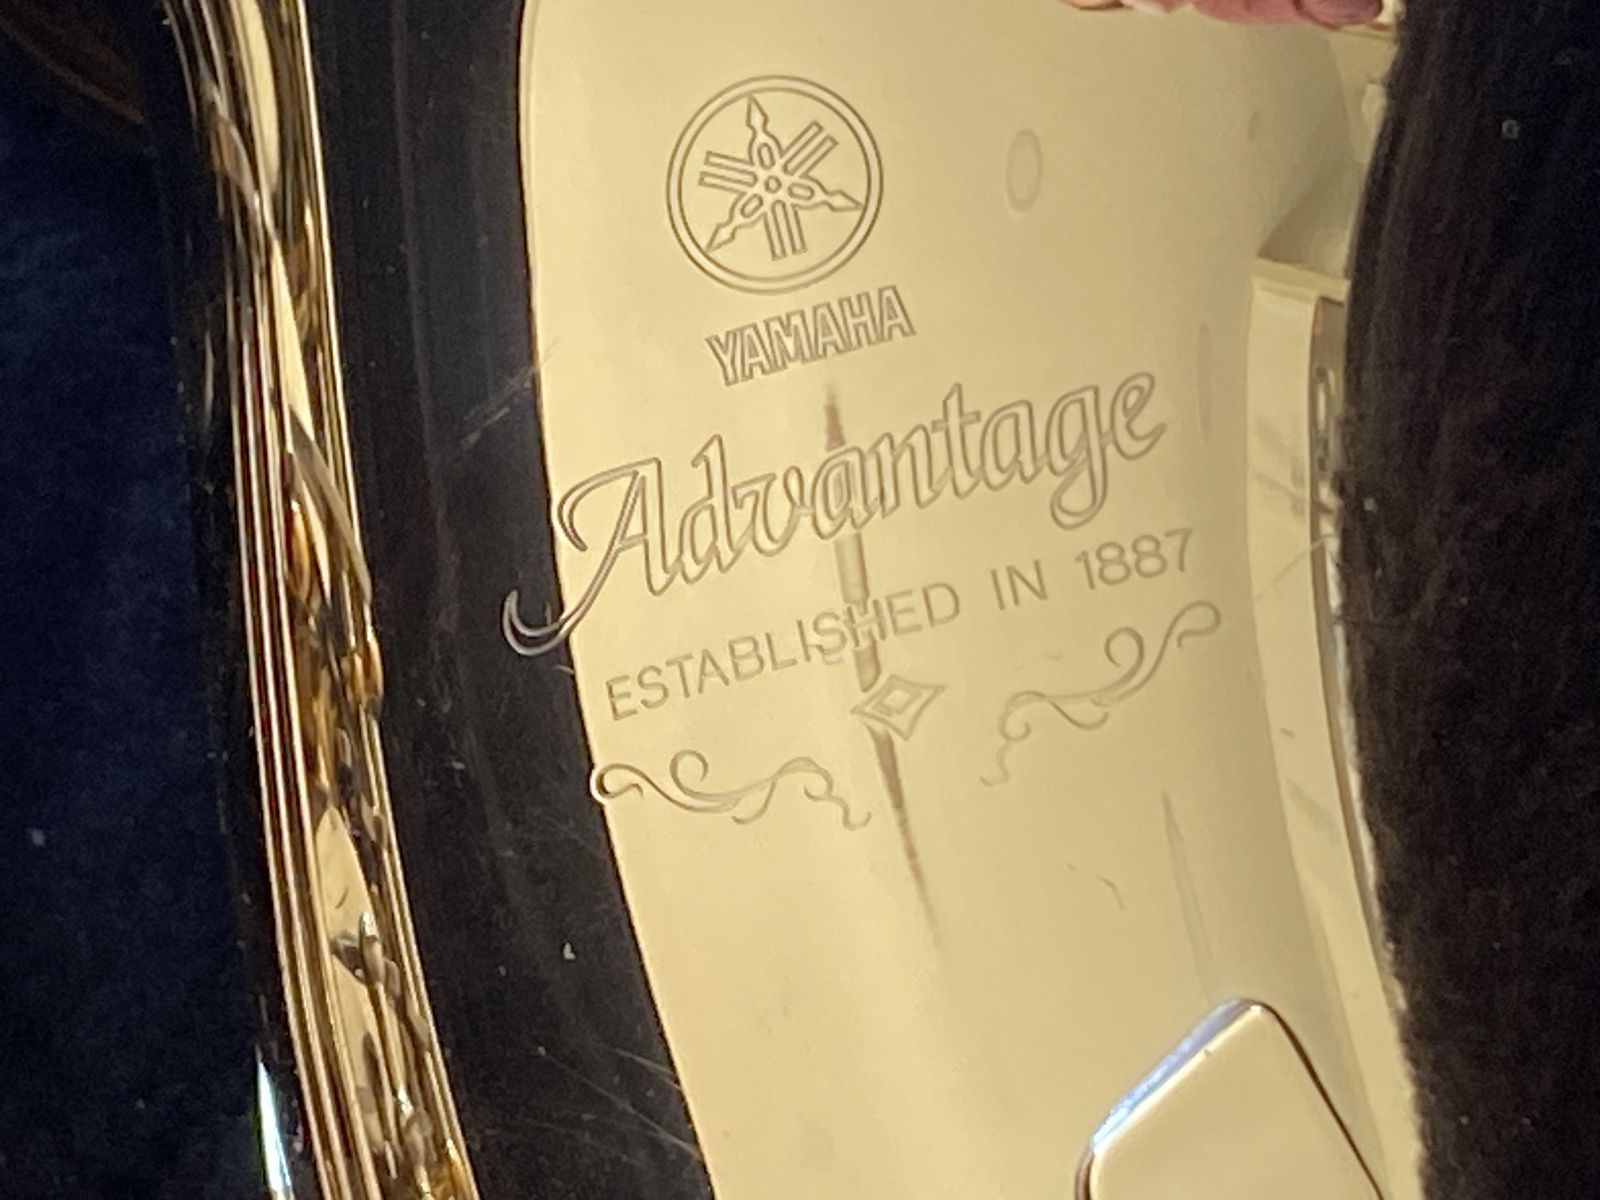 YAMAHA
Advantage
ESTABLISHED IN 1887